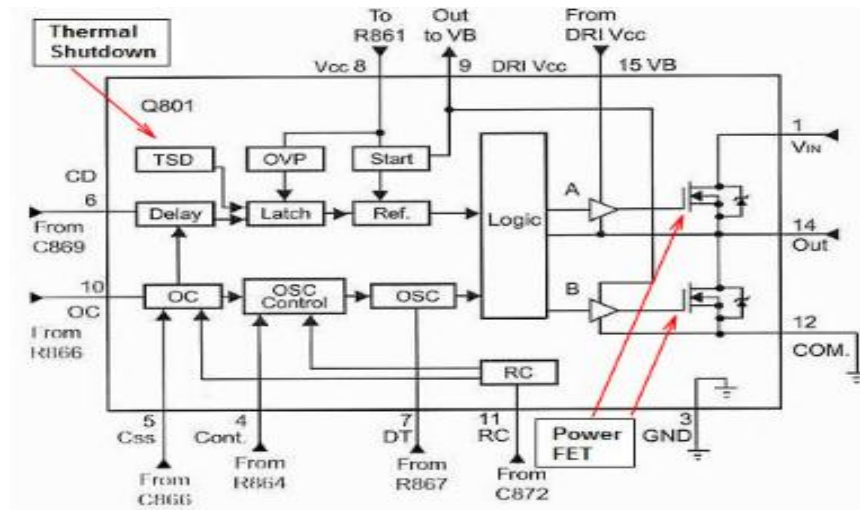 Thermal
Shutdown
To
R861
Out
to VB
From
DRI Vcc
Vcc 8
9
DRI Vcc
15 VB
Q801
1
VIN
TSD
OVP
Start
CD
6
From
C869
Delay
Latch
Ref.
Logic
A
14
Out
10
OC
From
R866
OC
OSC
Control
OSC
B
12
COM.
RC
5
Css
4
Cont.
7
DT
11
RC
3
GND
Power
FET
From
C866
From
R864
From
R867
From
C872